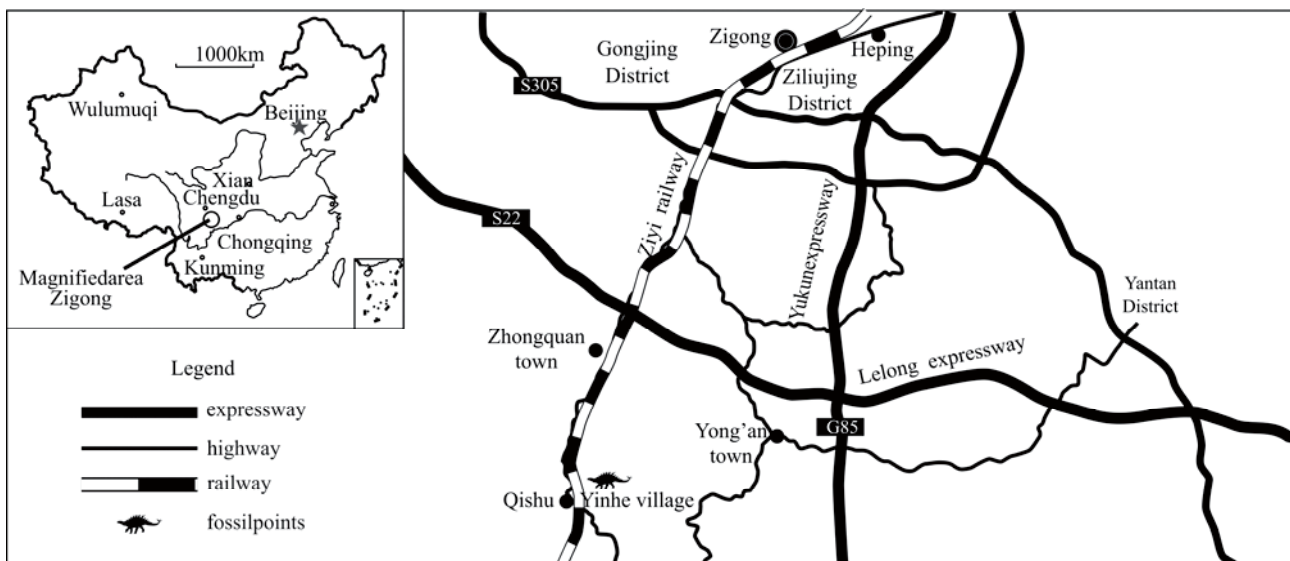 1000km
Wulumuqi
Beijing
Xian
Chengdu
Lasa
Chongqing
Kunming
Magnifiedarea
Zigong
Legend
expressway
highway
railway
fossilpoints
Zigong
Heping
Gongjing
District
Ziliujing
District
S305
S22
Ziyi railway
Yukunexpressway
Yantan
District
Zhongquan
town
Lelong expressway
Yong'an
town
G85
Qishu
Yinhe village